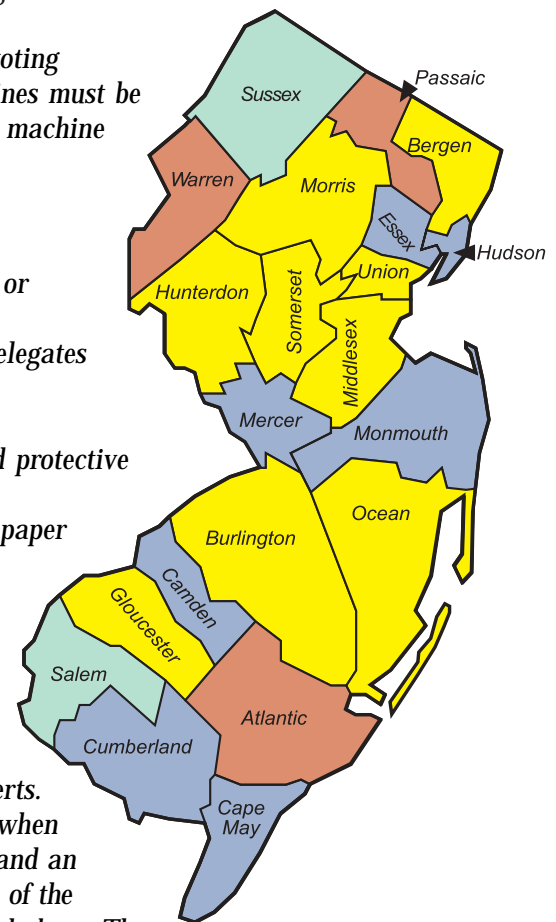 oting
ines must be
machine
or
elegates
d protective
paper
erts.
when
and an
of the
Passaic
Sussex
Bergen
Warren
Morris
Essex
Hudson
Union
Hunterdon
Somerset
Middlesex
Mercer
Monmouth
Ocean
Burlington
Camden
Gloucester
Salem
Atlantic
Cumberland
Cape
May